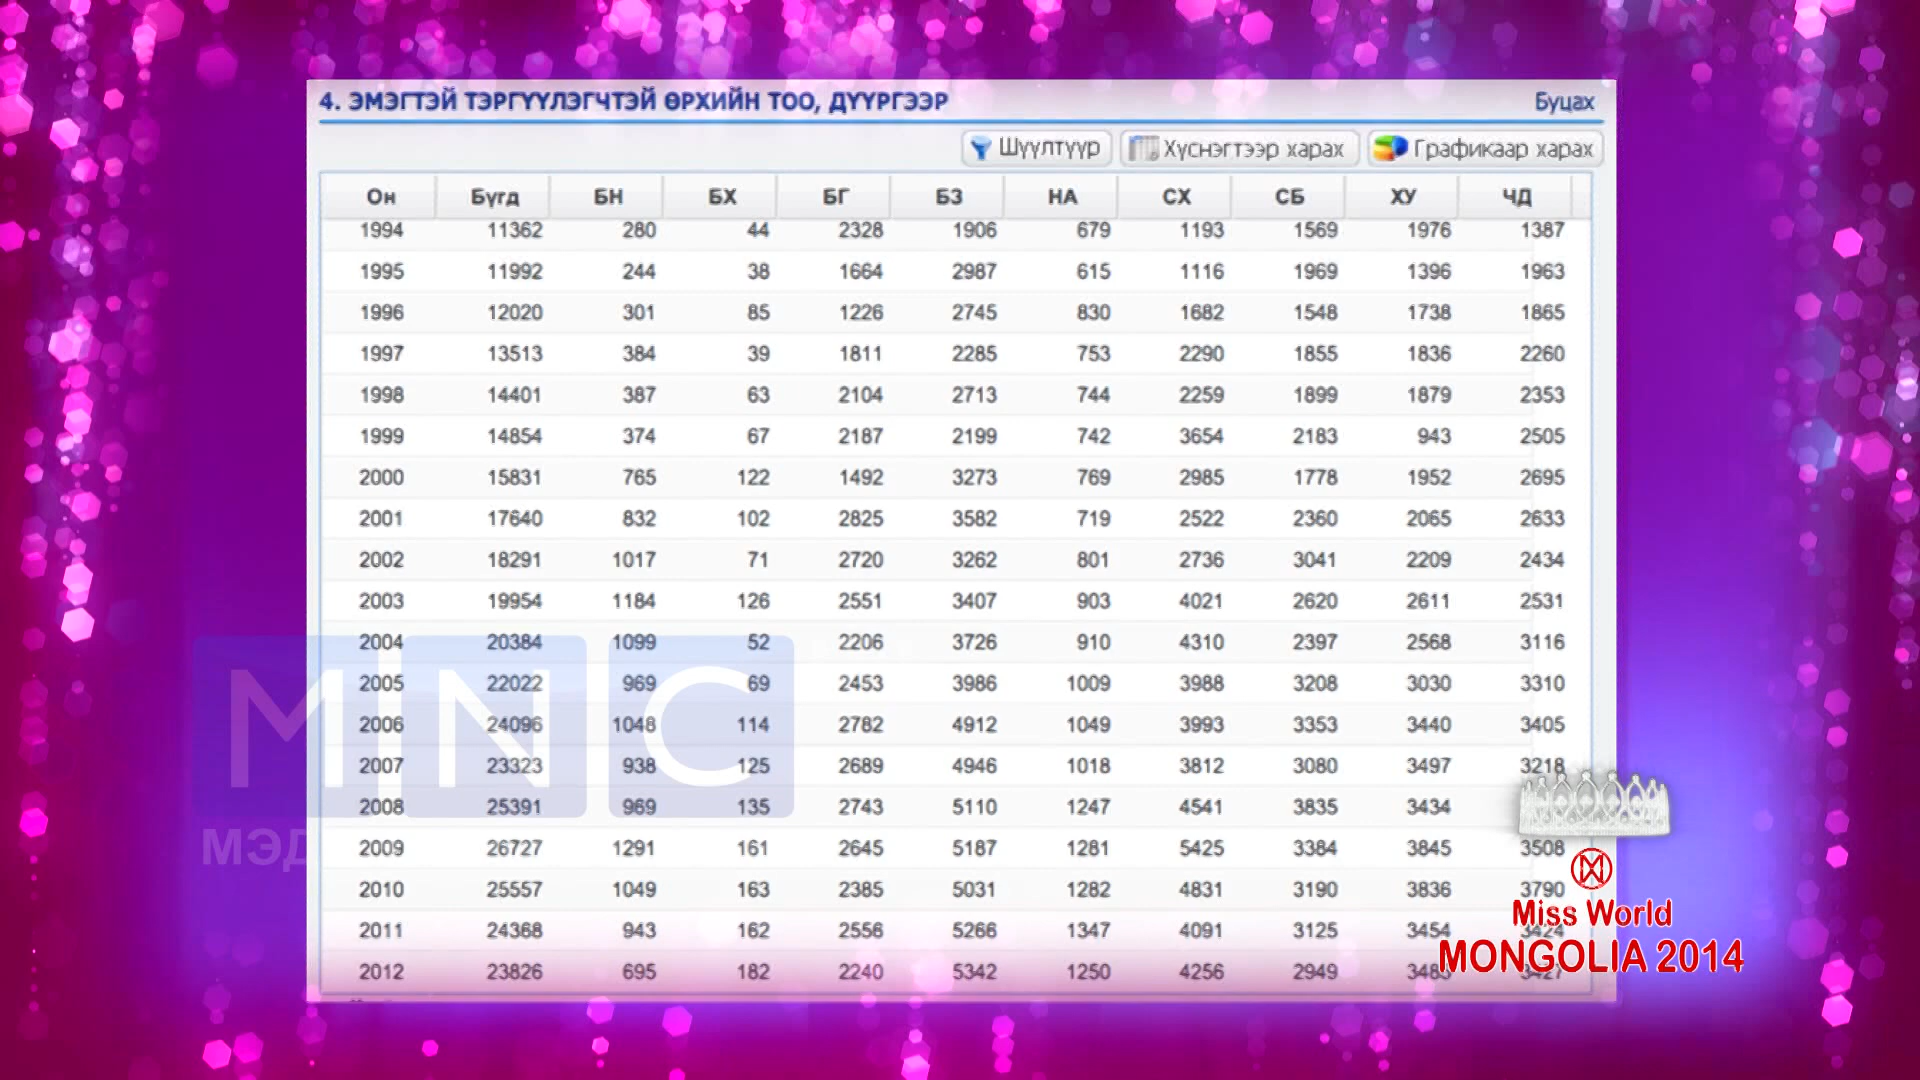 4. ЭМЭГТЭЙ ТЭРГҮҮЛЭГЧТЭЙ ӨРХИЙН ТОО, ДҮҮРГЭЭР Буцах
Шүүлтүүр Хүснэгтээр харах Графикаар харах
Он Бүгд БН БХ БГ БЗ НА СХ СБ ХУ ЧД
1994 11362 280 44 2328 1906 679 1193 1569 1976 1387
1995 11992 244 38 1664 2987 615 1116 1969 1396 1963
1996 12020 301 85 1226 2745 830 1682 1548 1738 1865
1997 13513 384 39 1811 2285 753 2290 1855 1836 2260
1998 14401 387 63 2104 2713 744 2259 1899 1879 2353
1999 14854 374 67 2187 2199 742 3654 2183 943 2505
2000 15831 765 122 1492 3273 769 2985 1778 1952 2695
2001 17640 832 102 2825 3582 719 2522 2360 2065 2633
2002 18291 1017 71 2720 3262 801 2736 3041 2209 2434
2003 19954 1184 126 2551 3407 903 4021 2620 2611 2531
2004 20384 1099 52 2206 3726 910 4310 2397 2568 3116
2005 22022 969 69 2453 3986 1009 3988 3208 3030 3310
2006 24096 1048 114 2782 4912 1049 3993 3353 3440 3405
2007 23323 938 125 2689 4946 1018 3812 3080 3497 3218
2008 25391 969 135 2743 5110 1247 4541 3835 3434
2009 26727 1291 161 2645 5187 1281 5425 3384 3845 3508
2010 25557 1049 163 2385 5031 1282 4831 3190 3836 3790
2011 24368 943 162 2556 5266 1347 4091 3125 3454 3424
2012 23826 695 182 2240 5342 1250 4256 2949
MNC
МЭД
Miss World
MONGOLIA 2014